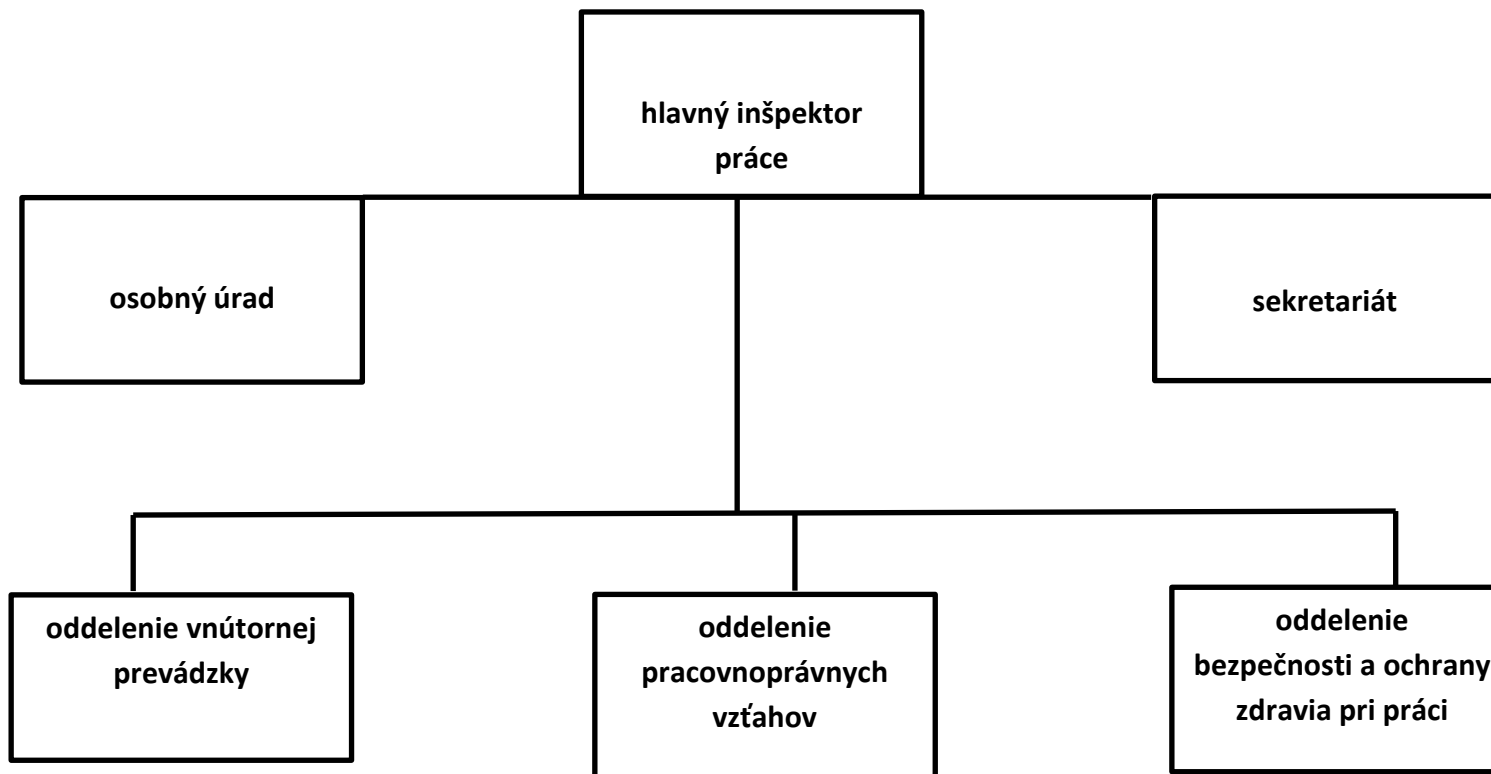 hlavný inšpektor
práce
osobný úrad
sekretariát
oddelenie vnútornej
prevádzky
oddelenie
pracovnoprávnych
vzťahov
oddelenie
bezpečnosti a ochrany
zdravia pri práci